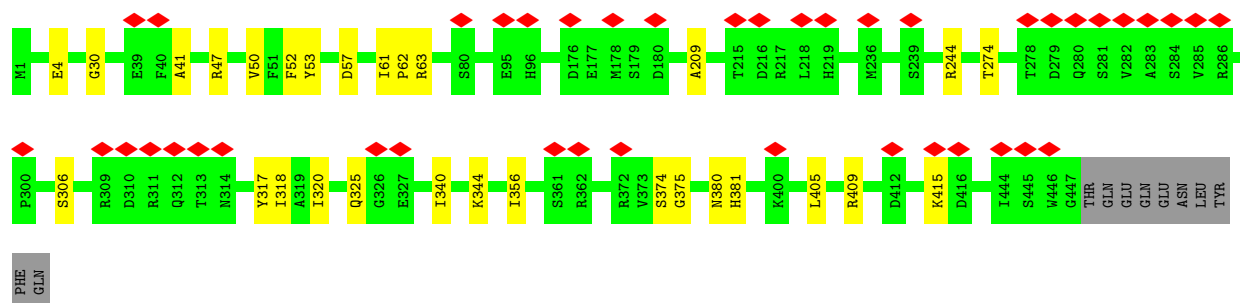 M1 E4 G30 E39 F40 A41 R47 V50 F51 F52 Y53 D57 I61 P62 R63 S80 E95 H96 D176 E177 M178 S179 D180 A209 T215 D216 R217 L218 H219 M236 S239 R244 T274 T278 D279 Q280 S281 V282 A283 S284 V285 R286
P300 S306 R309 D310 R311 Q312 T313 N314 Y317 I318 A319 I320 Q325 G326 E327 I340 K344 I356 S361 R362 R372 V373 S374 G375 N380 H381 K400 L405 R409 D412 K415 D416 I444 S445 W446 G447 THR GLN GLU GLU GLN GLU ASN LEU TYR
PHE GLN